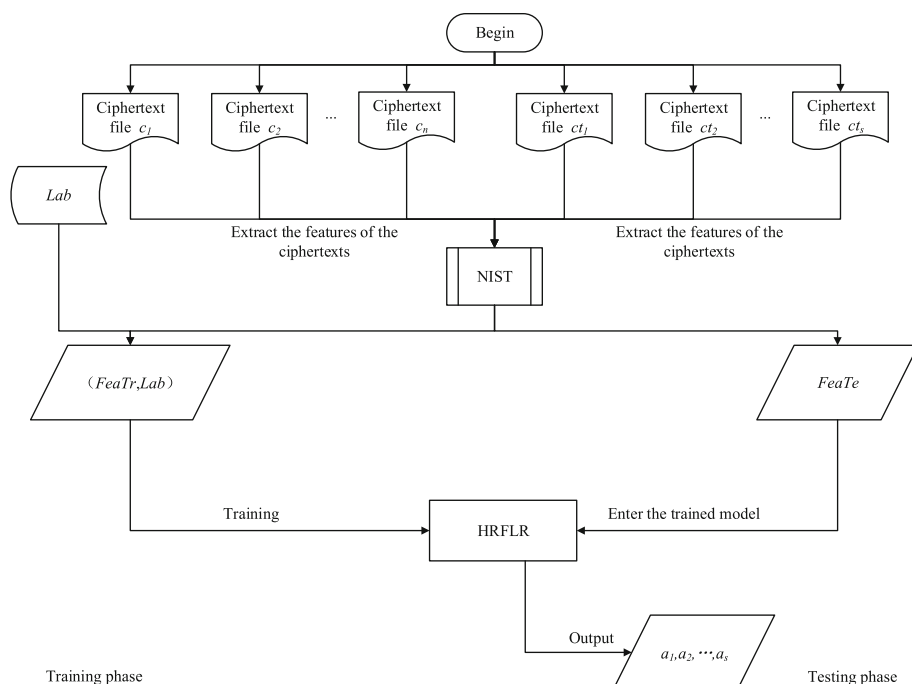 Begin
Ciphertext
file c₁
Ciphertext
file c₂
...
Ciphertext
file cₙ
Ciphertext
file ct₁
Ciphertext
file ct₂
...
Ciphertext
file ctₛ
Lab
Extract the features of the
ciphertexts
Extract the features of the
ciphertexts
NIST
（FeaTr,Lab）
FeaTe
Training
HRFLR
Enter the trained model
Output
a₁,a₂,⋯,aₛ
Training phase
Testing phase